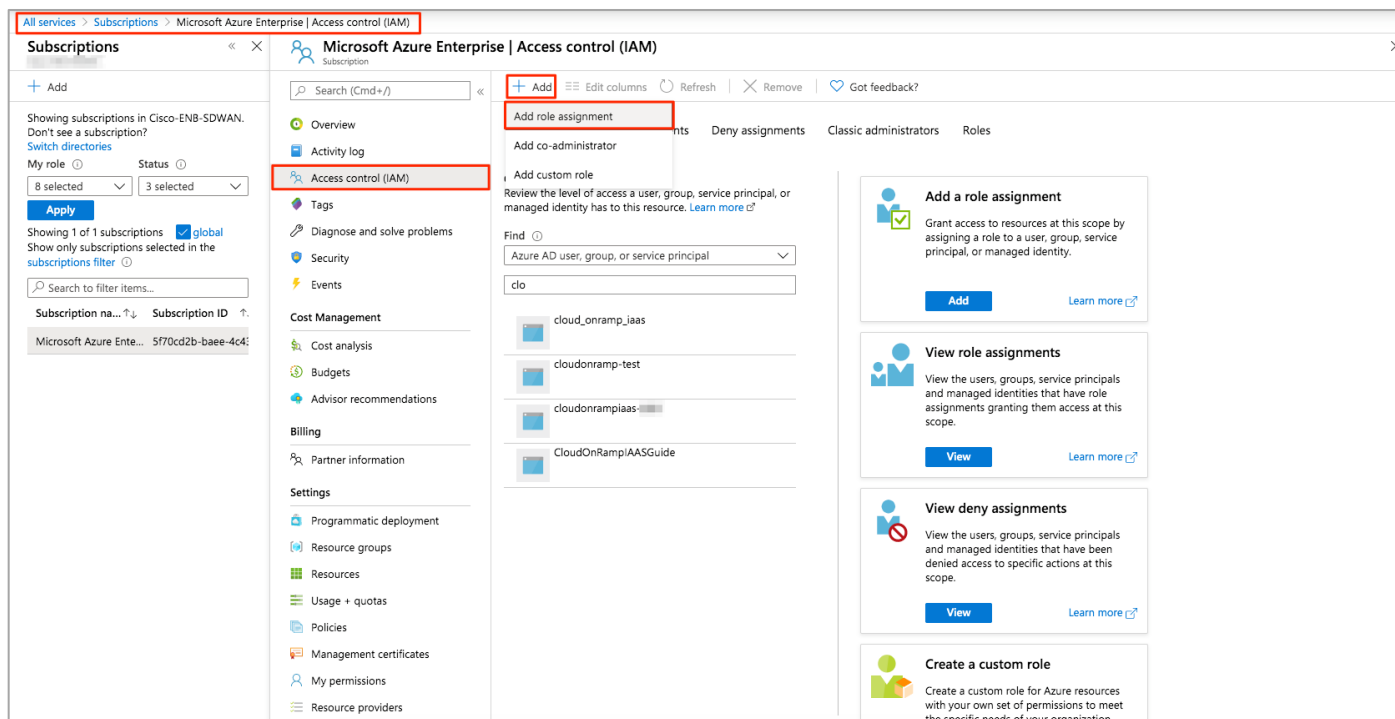 All services > Subscriptions > Microsoft Azure Enterprise | Access control (IAM)
Subscriptions
+ Add
Showing subscriptions in Cisco-ENB-SDWAN.
Don't see a subscription?
Switch directories
My role
Status
8 selected
3 selected
Apply
Showing 1 of 1 subscriptions
global
Show only subscriptions selected in the
subscriptions filter
Search to filter items...
Subscription na...
Subscription ID
Microsoft Azure Ente...
5f70cd2b-baee-4c43
Microsoft Azure Enterprise | Access control (IAM)
Subscription
Search (Cmd+/)
Overview
Activity log
Access control (IAM)
Tags
Diagnose and solve problems
Security
Events
Cost Management
Cost analysis
Budgets
Advisor recommendations
Billing
Partner information
Settings
Programmatic deployment
Resource groups
Resources
Usage + quotas
Policies
Management certificates
My permissions
Resource providers
+ Add
Edit columns
Refresh
Remove
Got feedback?
Add role assignment
Add co-administrator
Add custom role
nts
Deny assignments
Classic administrators
Roles
Review the level of access a user, group, service principal, or
managed identity has to this resource. Learn more
Find
Azure AD user, group, or service principal
clo
cloud_onramp_iaas
cloudonramp-test
cloudonrampiaas-
CloudOnRampIAASGuide
Add a role assignment
Grant access to resources at this scope by
assigning a role to a user, group, service
principal, or managed identity.
Add
Learn more
View role assignments
View the users, groups, service principals
and managed identities that have role
assignments granting them access at this
scope.
View
Learn more
View deny assignments
View the users, groups, service principals
and managed identities that have been
denied access to specific actions at this
scope.
View
Learn more
Create a custom role
Create a custom role for Azure resources
with your own set of permissions to meet
the specific needs of your organization